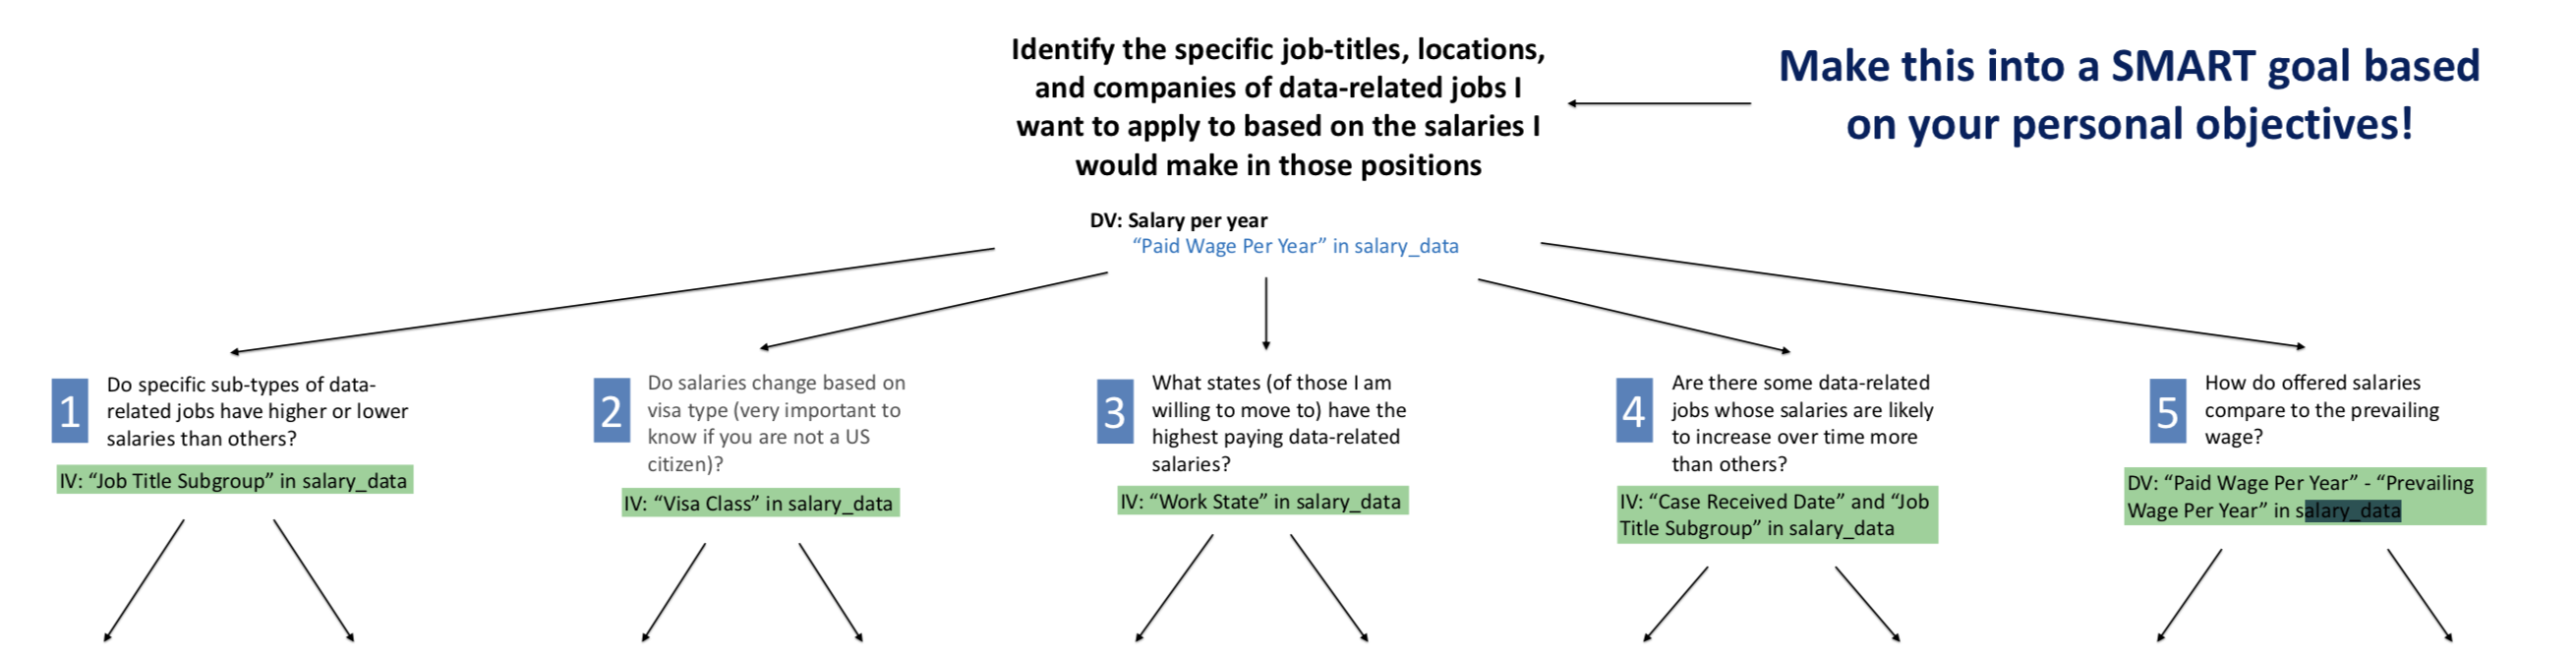 Identify the specific job-titles, locations,
and companies of data-related jobs I
want to apply to based on the salaries I
would make in those positions
Make this into a SMART goal based
on your personal objectives!
DV: Salary per year
“Paid Wage Per Year” in salary_data
1
Do specific sub-types of data-
related jobs have higher or lower
salaries than others?
IV: “Job Title Subgroup” in salary_data
2
Do salaries change based on
visa type (very important to
know if you are not a US
citizen)?
IV: “Visa Class” in salary_data
3
What states (of those I am
willing to move to) have the
highest paying data-related
salaries?
IV: “Work State” in salary_data
4
Are there some data-related
jobs whose salaries are likely
to increase over time more
than others?
IV: “Case Received Date” and “Job
Title Subgroup” in salary_data
5
How do offered salaries
compare to the prevailing
wage?
DV: “Paid Wage Per Year” - “Prevailing
Wage Per Year” in salary_data